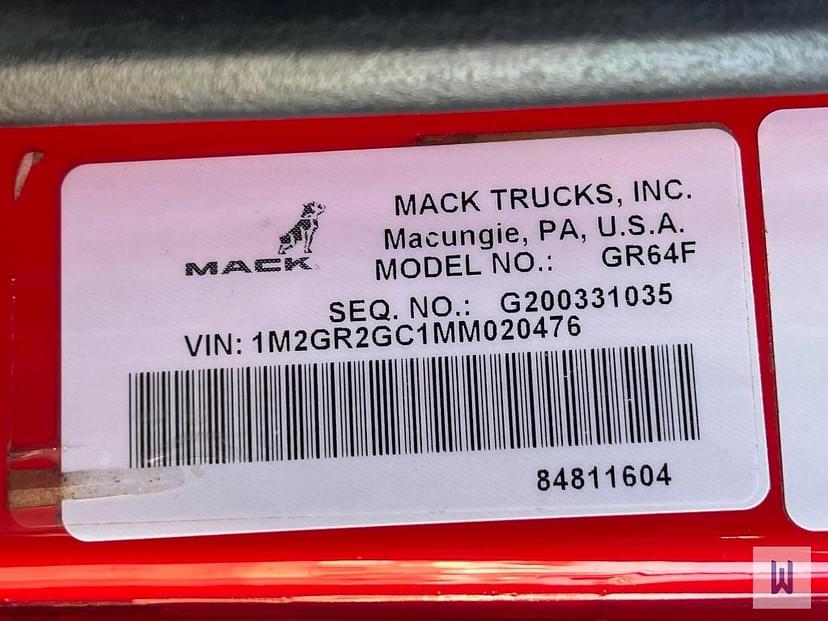 MACK TRUCKS, INC.
Macungie, PA, U.S.A.
MACK
MODEL NO.: GR64F
SEQ. NO.: G200331035
VIN: 1M2GR2GC1MM020476
84811604
W